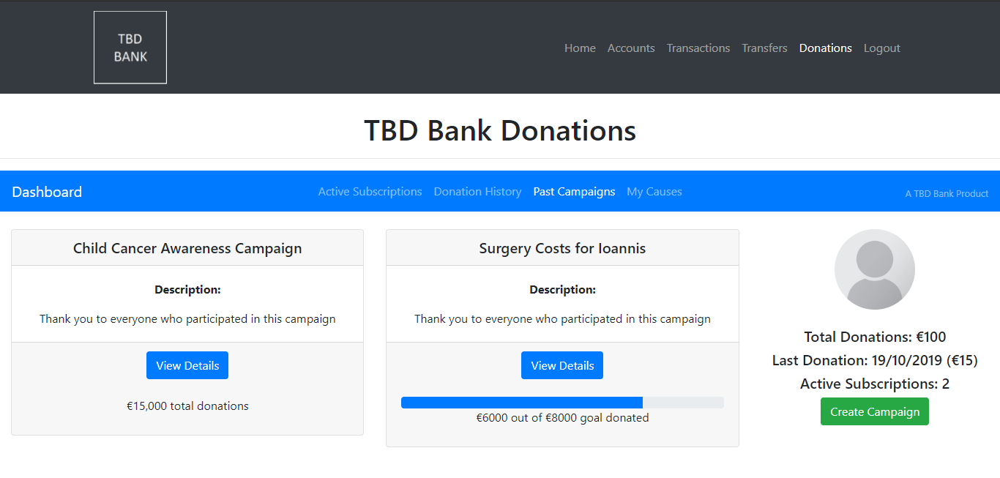 TBD
BANK
Home Accounts Transactions Transfers Donations Logout
TBD Bank Donations
Dashboard Active Subscriptions Donation History Past Campaigns My Causes A TBD Bank Product
Child Cancer Awareness Campaign
Description:
Thank you to everyone who participated in this campaign
View Details
€15,000 total donations
Surgery Costs for Ioannis
Description:
Thank you to everyone who participated in this campaign
View Details
€6000 out of €8000 goal donated
Total Donations: €100
Last Donation: 19/10/2019 (€15)
Active Subscriptions: 2
Create Campaign